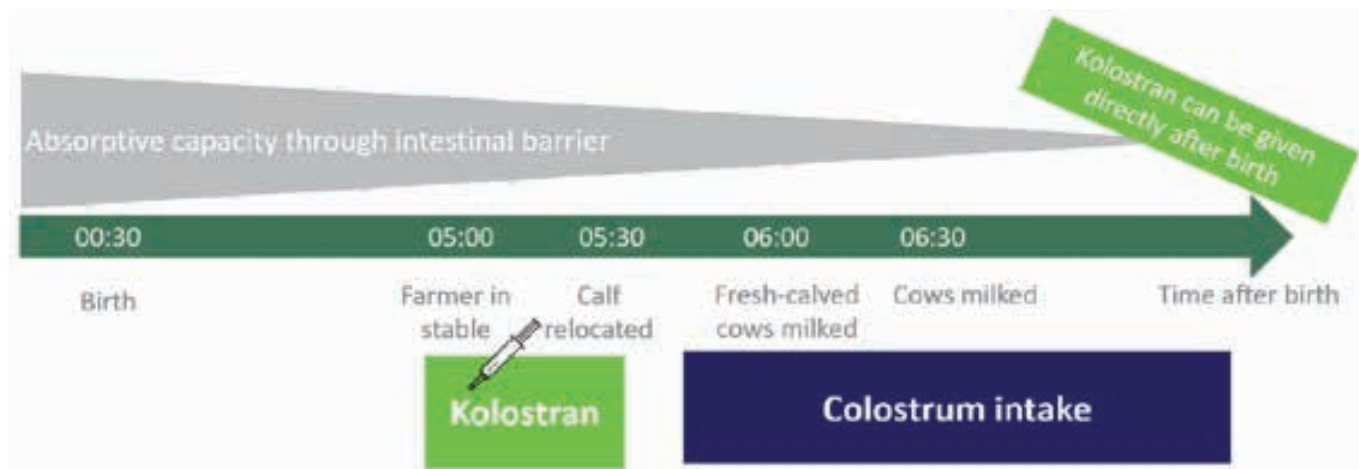 Kolostran can be given
directly after birth
Absorptive capacity through intestinal barrier
00:30
05:00
05:30
06:00
06:30
Birth
Farmer in
stable
Calf
relocated
Fresh-calved
cows milked
Cows milked
Time after birth
Kolostran
Colostrum intake